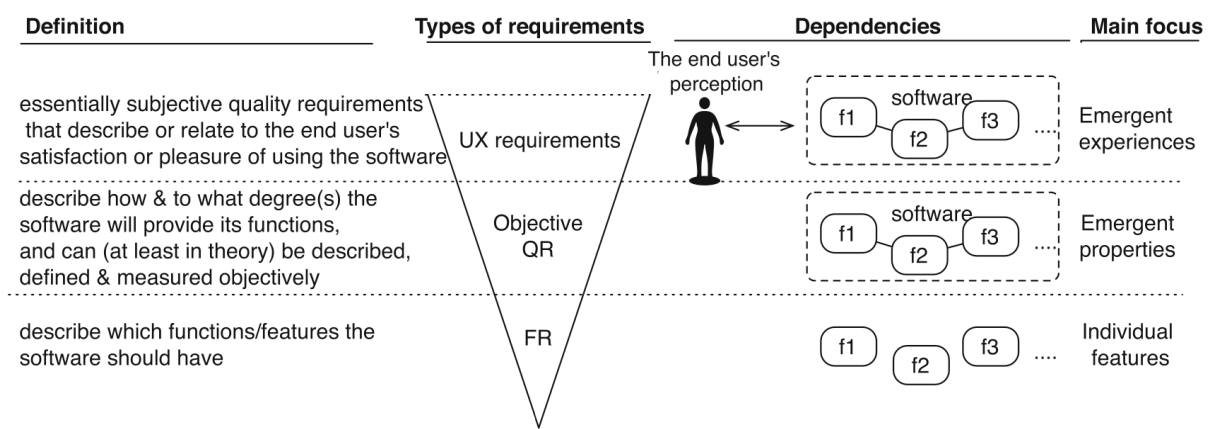 Definition
Types of requirements
Dependencies
Main focus
essentially subjective quality requirements
that describe or relate to the end user's
satisfaction or pleasure of using the software
UX requirements
The end user's
perception
software
f1
f2
f3
....
Emergent
experiences
describe how & to what degree(s) the
software will provide its functions,
and can (at least in theory) be described,
defined & measured objectively
Objective
QR
software
f1
f2
f3
....
Emergent
properties
describe which functions/features the
software should have
FR
f1
f2
f3
....
Individual
features